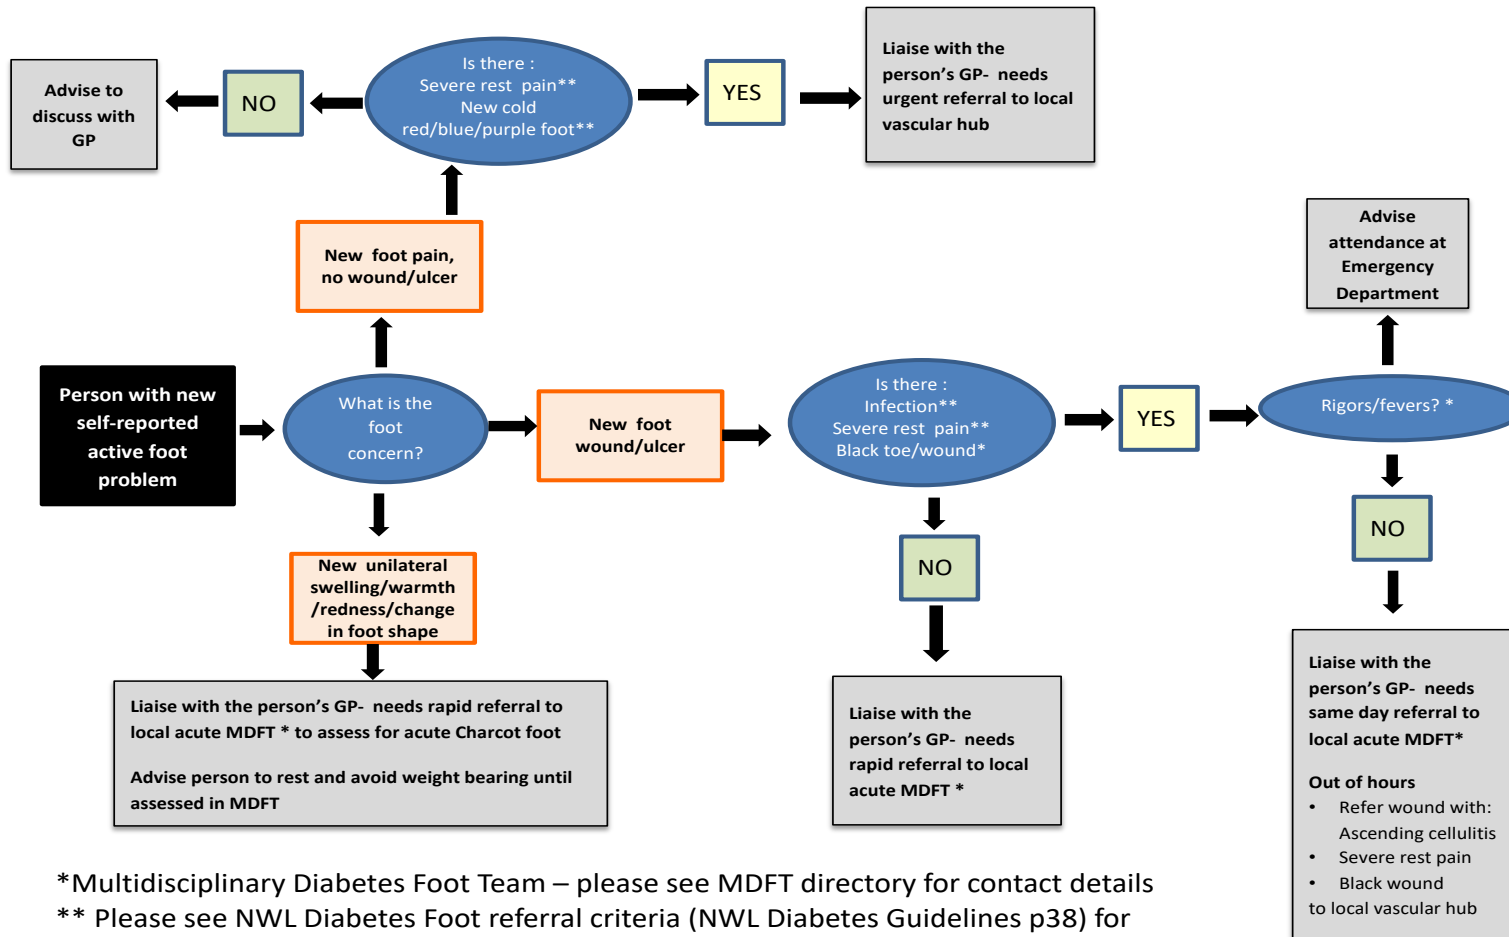 Is there :
Severe rest pain**
New cold
red/blue/purple foot**
YES
NO
Advise to
discuss with
GP
Liaise with the
person's GP- needs
urgent referral to local
vascular hub
New foot pain,
no wound/ulcer
Advise
attendance at
Emergency
Department
Person with new
self-reported
active foot
problem
What is the
foot
concern?
New foot
wound/ulcer
Is there :
Infection**
Severe rest pain**
Black toe/wound*
YES
Rigors/fevers? *
NO
NO
New unilateral
swelling/warmth
/redness/change
in foot shape
Liaise with the person's GP- needs rapid referral to
local acute MDFT * to assess for acute Charcot foot
Advise person to rest and avoid weight bearing until
assessed in MDFT
Liaise with the
person's GP- needs
rapid referral to local
acute MDFT *
Liaise with the
person's GP- needs
same day referral to
local acute MDFT*
Out of hours
• Refer wound with:
Ascending cellulitis
• Severe rest pain
• Black wound
to local vascular hub
*Multidisciplinary Diabetes Foot Team – please see MDFT directory for contact details
** Please see NWL Diabetes Foot referral criteria (NWL Diabetes Guidelines p38) for